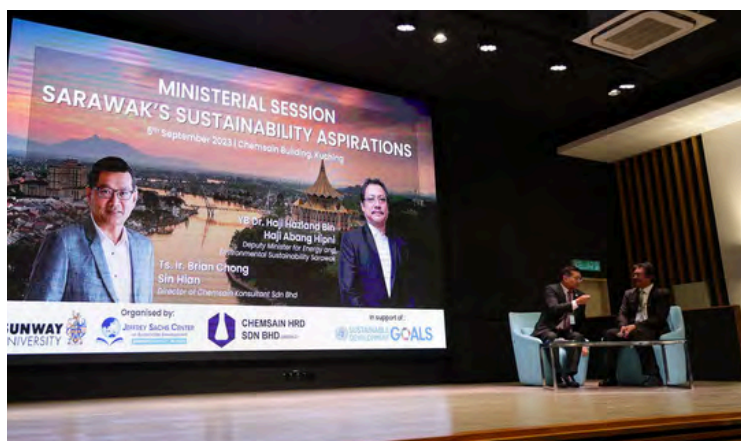 MINISTERIAL SESSION
SARAWAK'S SUSTAINABILITY ASPIRATIONS
5th September 2023 | Chemsain Building, Kuching
YB Dr. Haji Hazland Bin
Haji Abang Hipni
Deputy Minister for Energy and
Environmental Sustainability Sarawak
Ts. Ir. Brian Chong
Sin Hian
Director of Chemsain Konsultant Sdn Bhd
Organised by:
In support of:
SUNWAY
UNIVERSITY
JEFFREY SACHS CENTER
CHEMSAIN HRD
SDN BHD
SUSTAINABLE
DEVELOPMENT
GOALS